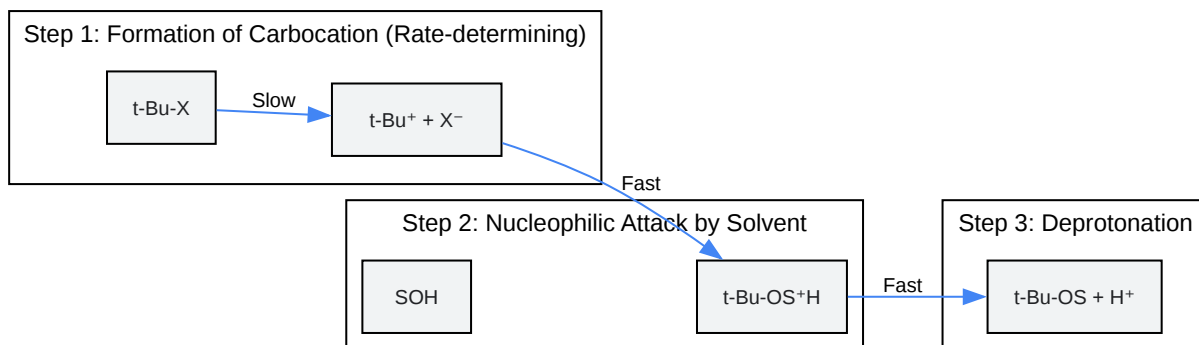 Step 1: Formation of Carbocation (Rate-determining)
t-Bu-X
Slow
t-Bu⁺ + X⁻
Fast
Step 2: Nucleophilic Attack by Solvent
SOH
t-Bu-OS⁺H
Fast
Step 3: Deprotonation
t-Bu-OS + H⁺